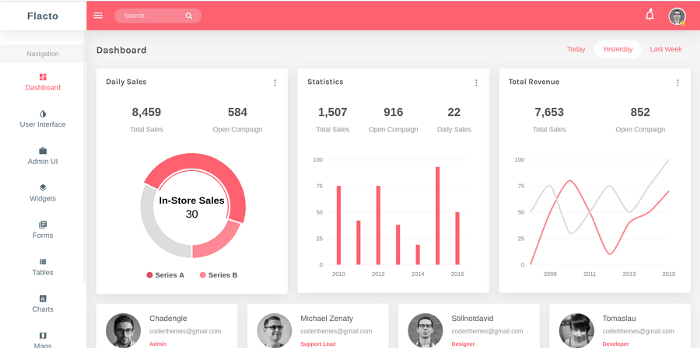 Flacto
Search...
Navigation
Dashboard
User Interface
Admin UI
Widgets
Forms
Tables
Charts
Maps
Dashboard
Today Yesterday Last Week
Daily Sales
8,459 584
Total Sales Open Compaign
In-Store Sales
30
Series A Series B
Statistics
1,507 916 22
Total Sales Open Compaign Daily Sales
100
75
50
25
0
2010 2012 2014 2016
Total Revenue
7,653 852
Total Sales Open Compaign
100
75
50
25
0
2009 2011 2013 2015
Chadengle
coderthemes@gmail.com
Admin
Michael Zenaty
coderthemes@gmail.com
Support Lead
Stillnotdavid
coderthemes@gmail.com
Designer
Tomaslau
coderthemes@gmail.com
Developer